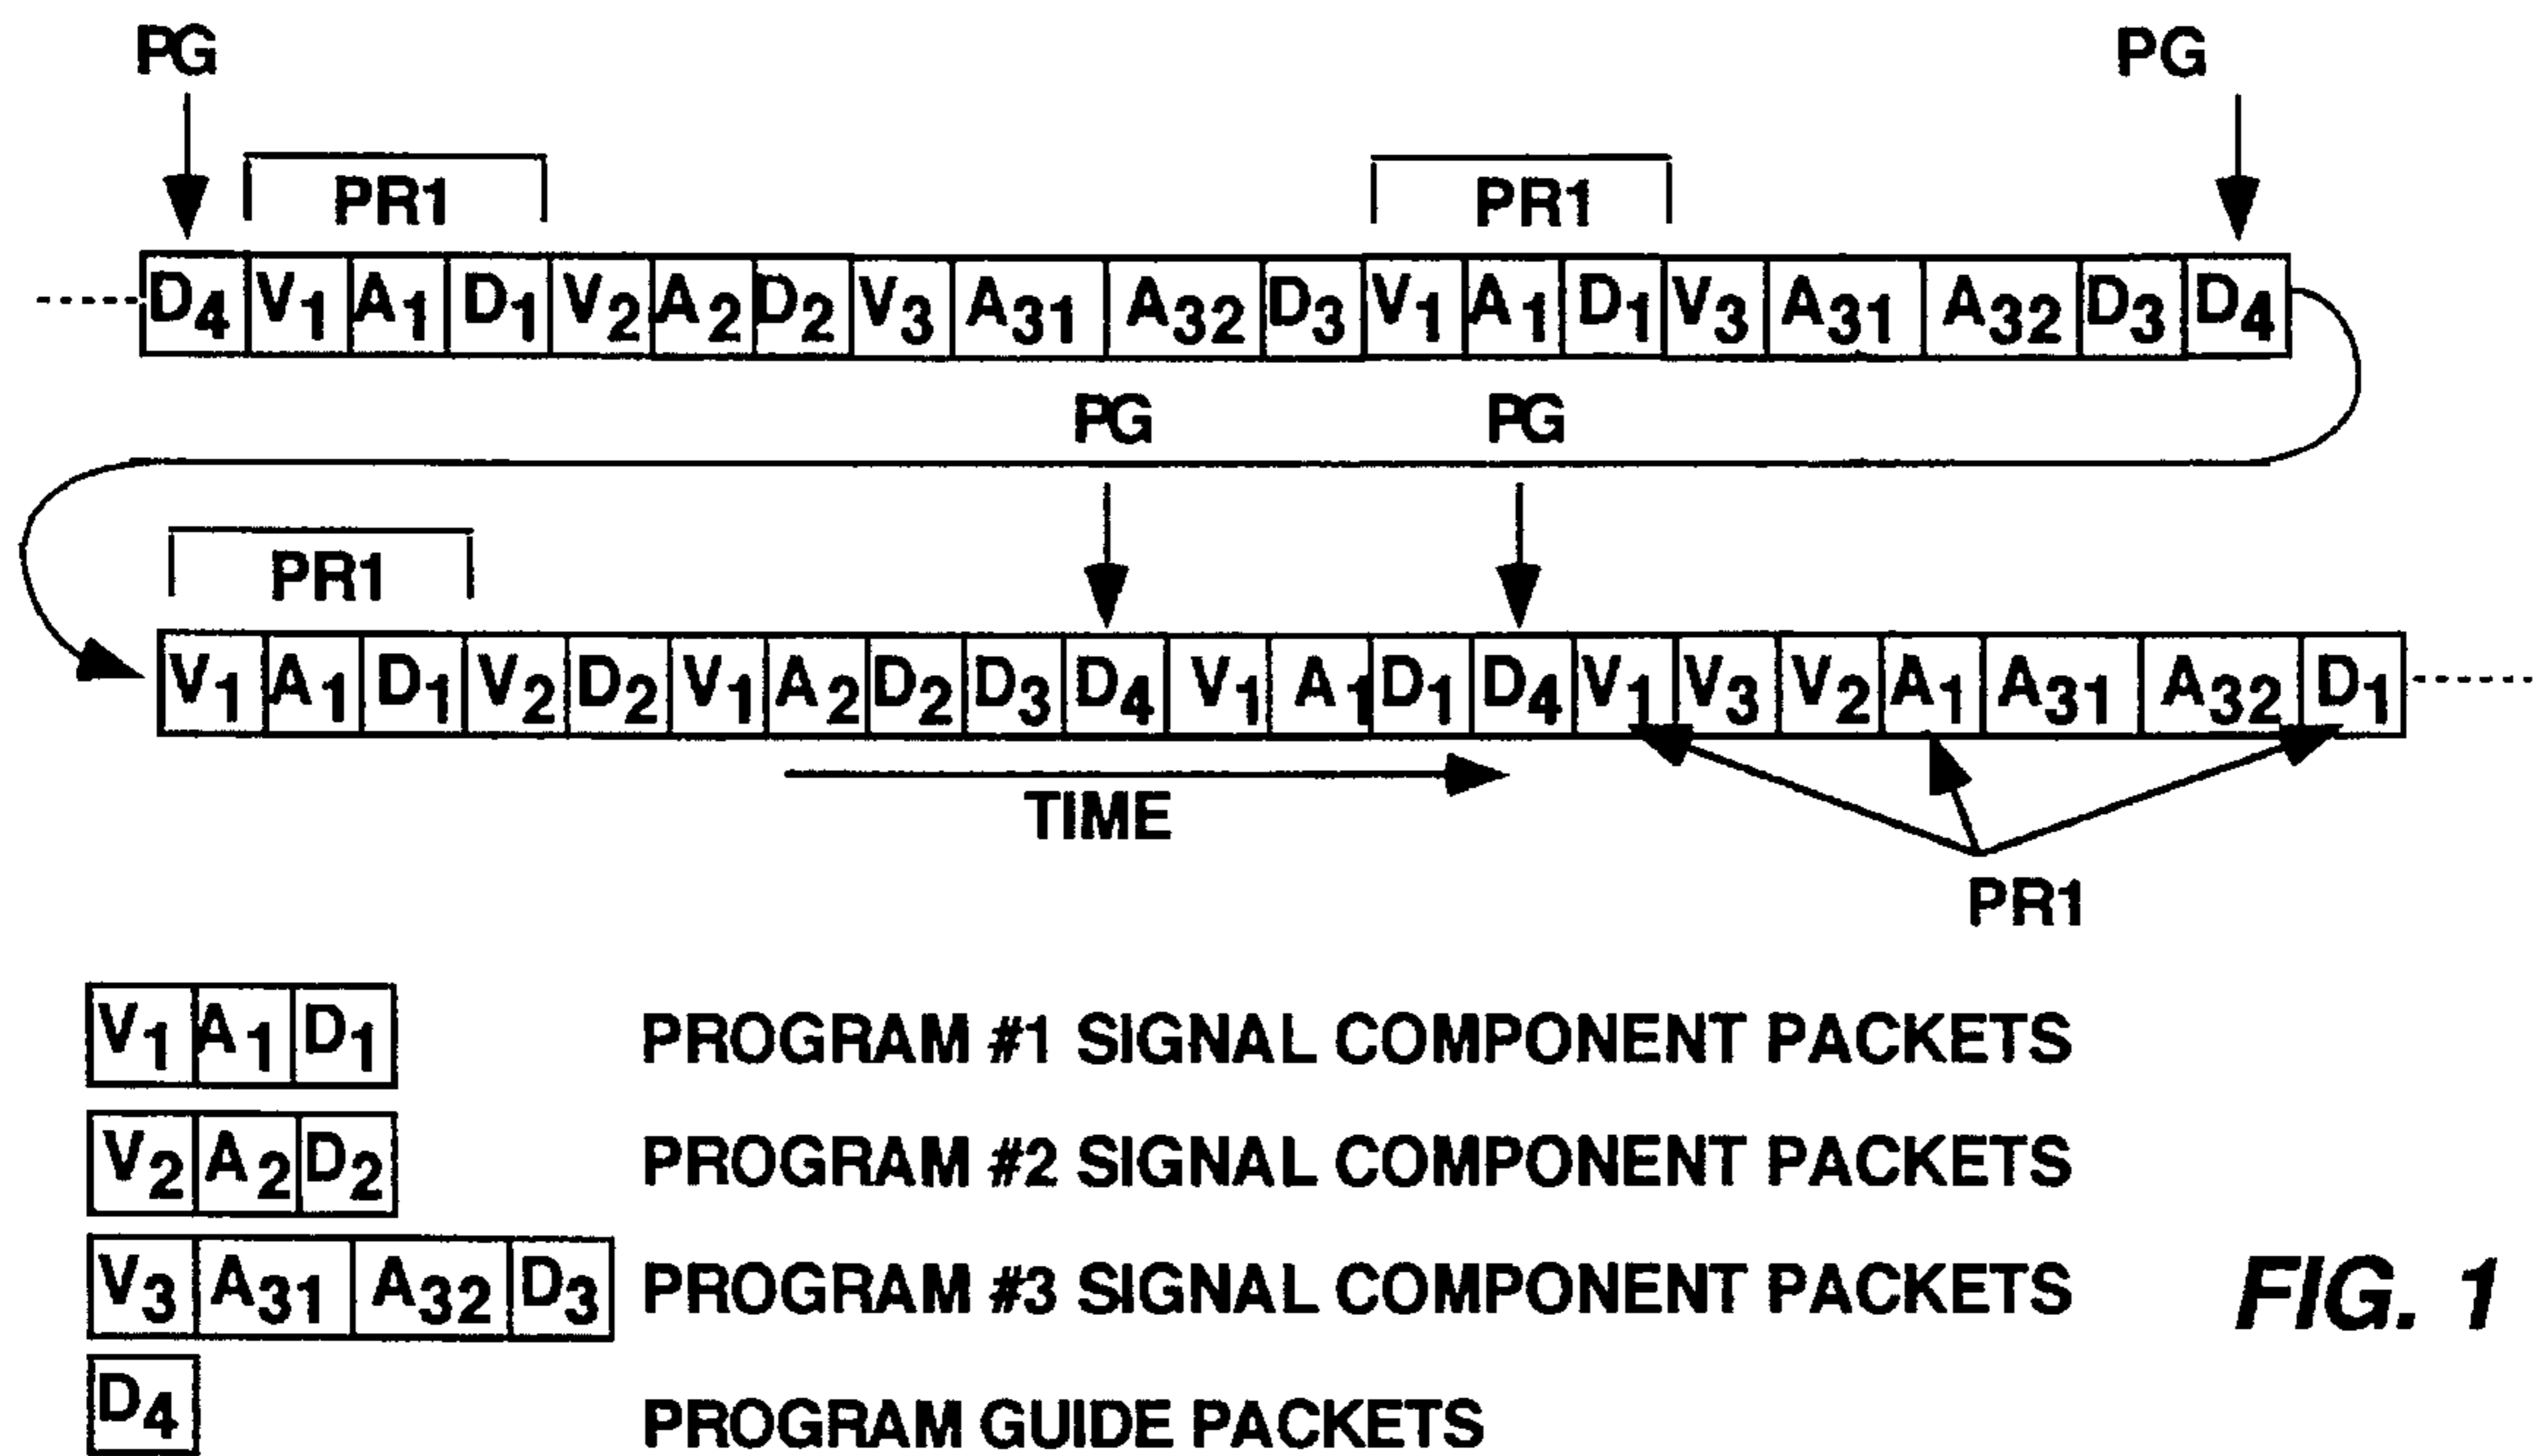 PG PG
PR1 PR1
D4 V1 A1 D1 V2 A2 D2 V3 A31 A32 D3 V1 A1 D1 V3 A31 A32 D3 D4
PG PG
PR1
V1 A1 D1 V2 D2 V1 A2 D2 D3 D4 V1 A1 D1 D4 V1 V3 V2 A1 A31 A32 D1
TIME
PR1
V1 A1 D1 PROGRAM #1 SIGNAL COMPONENT PACKETS
V2 A2 D2 PROGRAM #2 SIGNAL COMPONENT PACKETS
V3 A31 A32 D3 PROGRAM #3 SIGNAL COMPONENT PACKETS
D4 PROGRAM GUIDE PACKETS
FIG. 1